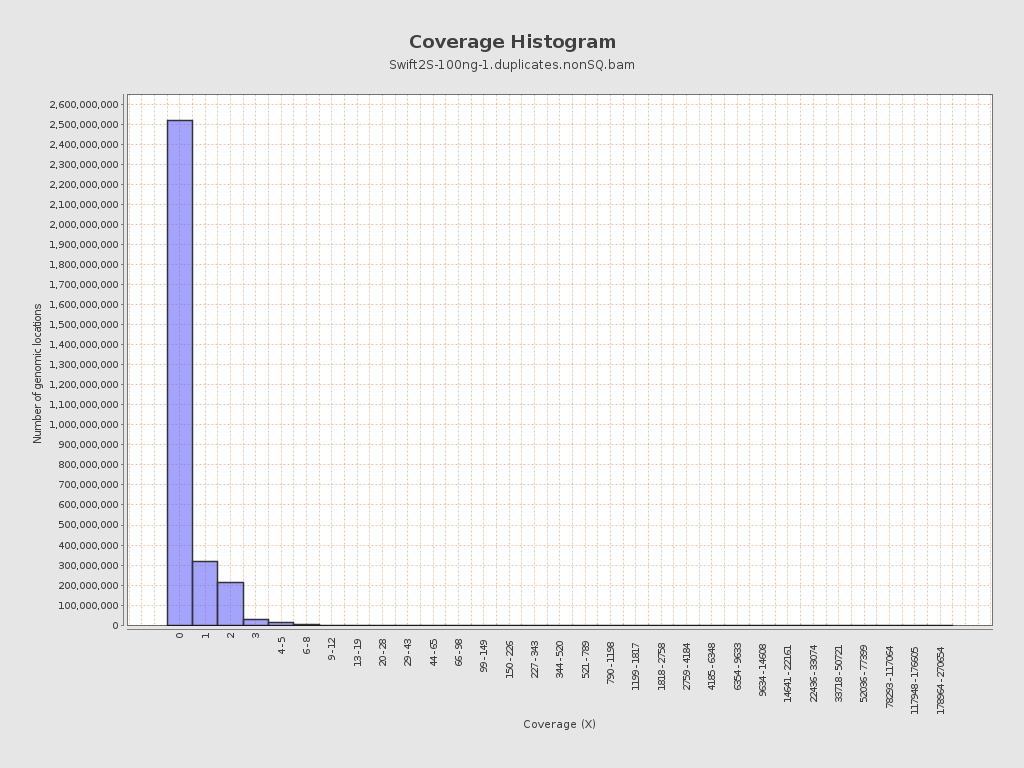 Coverage Histogram
Swift2S-100ng-1.duplicates.nonSQ.bam
Number of genomic locations
2,600,000,000
2,500,000,000
2,400,000,000
2,300,000,000
2,200,000,000
2,100,000,000
2,000,000,000
1,900,000,000
1,800,000,000
1,700,000,000
1,600,000,000
1,500,000,000
1,400,000,000
1,300,000,000
1,200,000,000
1,100,000,000
1,000,000,000
900,000,000
800,000,000
700,000,000
600,000,000
500,000,000
400,000,000
300,000,000
200,000,000
100,000,000
0
0
1
2
3
4 - 5
6 - 8
9 - 12
13 - 19
20 - 28
29 - 43
44 - 65
66 - 98
99 - 149
150 - 226
227 - 343
344 - 520
521 - 789
790 - 1198
1199 - 1817
1818 - 2758
2759 - 4184
4185 - 6348
6354 - 9633
9634 - 14608
14641 - 22161
22436 - 33074
33718 - 50721
52036 - 77399
78293 - 117064
117948 - 176605
178964 - 270654
Coverage (X)